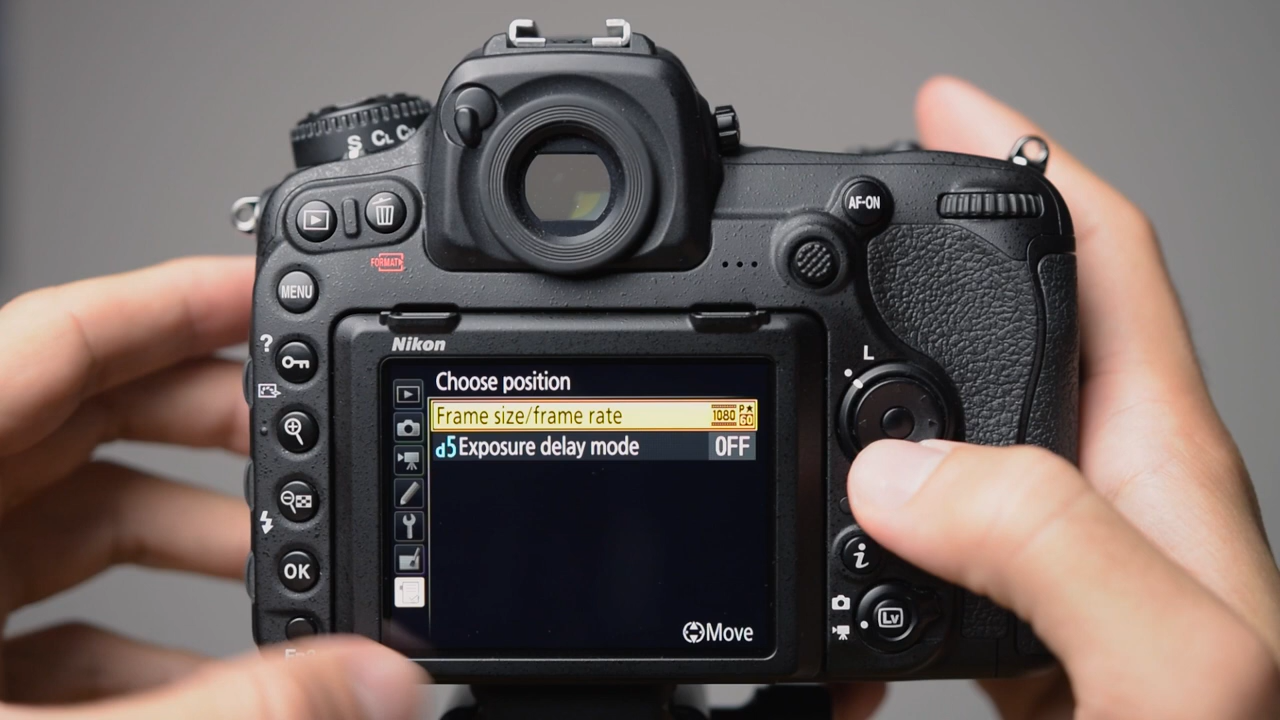 S CL CH
AF-ON
FORMAT
MENU
?
L
Nikon
Choose position
Frame size/frame rate 1080 P★ 60
d5 Exposure delay mode OFF
i
OK
Lv
Move